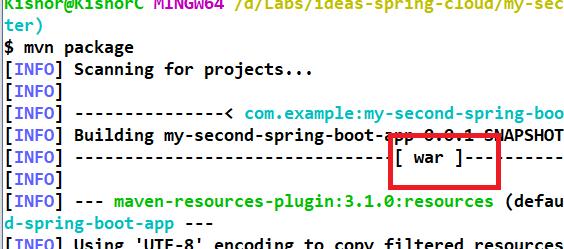 Kishor@KishorC MINGW64 /d/Labs/ideas-spring-cloud/my-sec
ter)
$ mvn package
[INFO] Scanning for projects...
[INFO]
[INFO] ---------------< com.example:my-second-spring-boo
[INFO] Building my-second-spring-boot-app 0.0.1-SNAPSHOT
[INFO] --------------------------------[ war ]----------
[INFO]
[INFO] --- maven-resources-plugin:3.1.0:resources (defau
d-spring-boot-app ---
[INFO] Using 'UTF-8' encoding to copy filtered resources